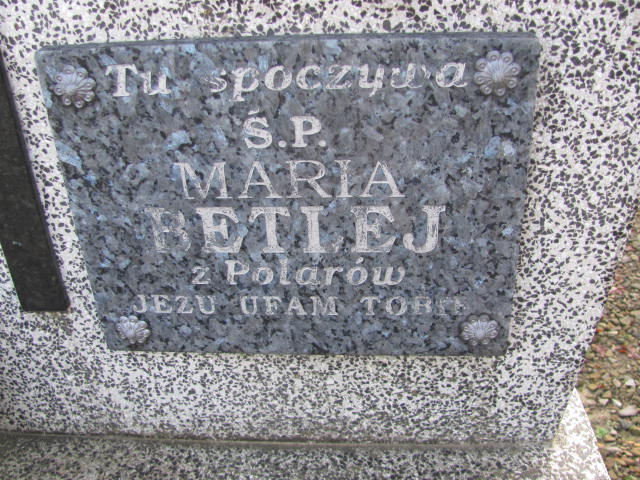 Tu spoczywa
Ś.P.
MARIA
BETLEJ
z Polarów
JEZU UFAM TOBIE